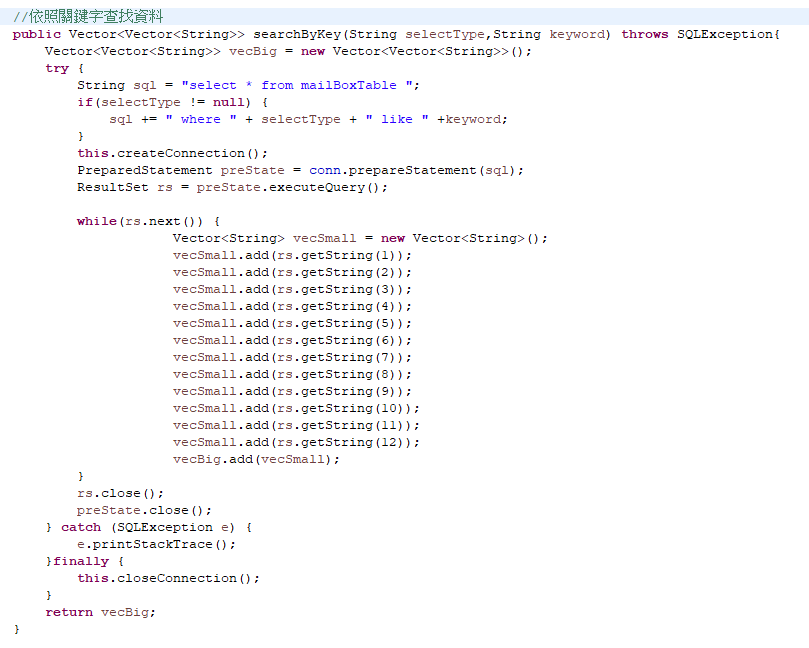 //依照關鍵字查找資料
public Vector<Vector<String>> searchByKey(String selectType,String keyword) throws SQLException{
    Vector<Vector<String>> vecBig = new Vector<Vector<String>>();
    try {
        String sql = "select * from mailBoxTable ";
        if(selectType != null) {
            sql += " where " + selectType + " like " +keyword;
        }
        this.createConnection();
        PreparedStatement preState = conn.prepareStatement(sql);
        ResultSet rs = preState.executeQuery();

        while(rs.next()) {
                    Vector<String> vecSmall = new Vector<String>();
                    vecSmall.add(rs.getString(1));
                    vecSmall.add(rs.getString(2));
                    vecSmall.add(rs.getString(3));
                    vecSmall.add(rs.getString(4));
                    vecSmall.add(rs.getString(5));
                    vecSmall.add(rs.getString(6));
                    vecSmall.add(rs.getString(7));
                    vecSmall.add(rs.getString(8));
                    vecSmall.add(rs.getString(9));
                    vecSmall.add(rs.getString(10));
                    vecSmall.add(rs.getString(11));
                    vecSmall.add(rs.getString(12));
                    vecBig.add(vecSmall);
        }
        rs.close();
        preState.close();
    } catch (SQLException e) {
        e.printStackTrace();
    }finally {
        this.closeConnection();
    }
    return vecBig;
}